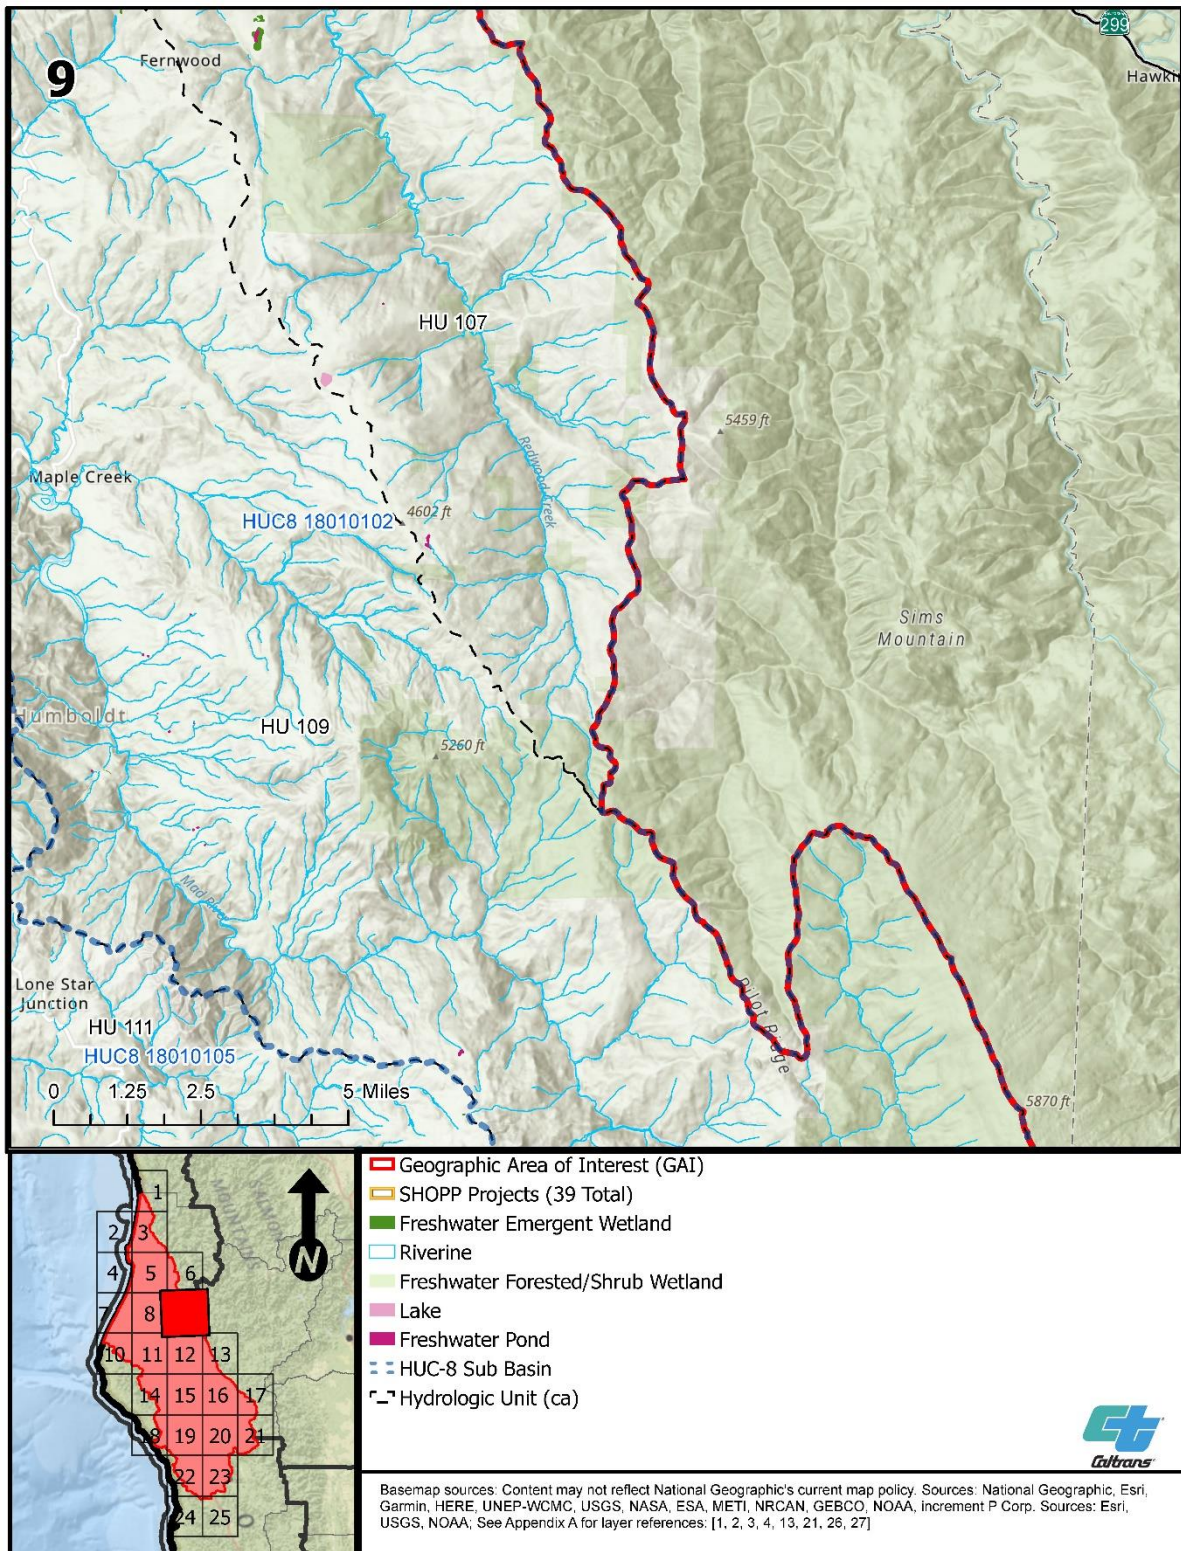 299
Fernwood
Hawki
9
HU 107
5459 ft
Redwood Creek
Maple Creek
4602 ft
HUC8 18010102
Sims
Mountain
Humboldt
HU 109
5260 ft
Mad River
Lone Star
Junction
Pilot Ridge
HU 111
HUC8 18010105
0 1.25 2.5 5 Miles
5870 ft
1
2 3
4 5 6
7 8
10 11 12 13
14 15 16 17
18 19 20 21
22 23
24 25
SALMON
MOUNTAINS
N
Geographic Area of Interest (GAI)
SHOPP Projects (39 Total)
Freshwater Emergent Wetland
Riverine
Freshwater Forested/Shrub Wetland
Lake
Freshwater Pond
HUC-8 Sub Basin
Hydrologic Unit (ca)
ct
Caltrans
Basemap sources: Content may not reflect National Geographic's current map policy. Sources: National Geographic, Esri,
Garmin, HERE, UNEP-WCMC, USGS, NASA, ESA, METI, NRCAN, GEBCO, NOAA, increment P Corp. Sources: Esri,
USGS, NOAA; See Appendix A for layer references: [1, 2, 3, 4, 13, 21, 26, 27]